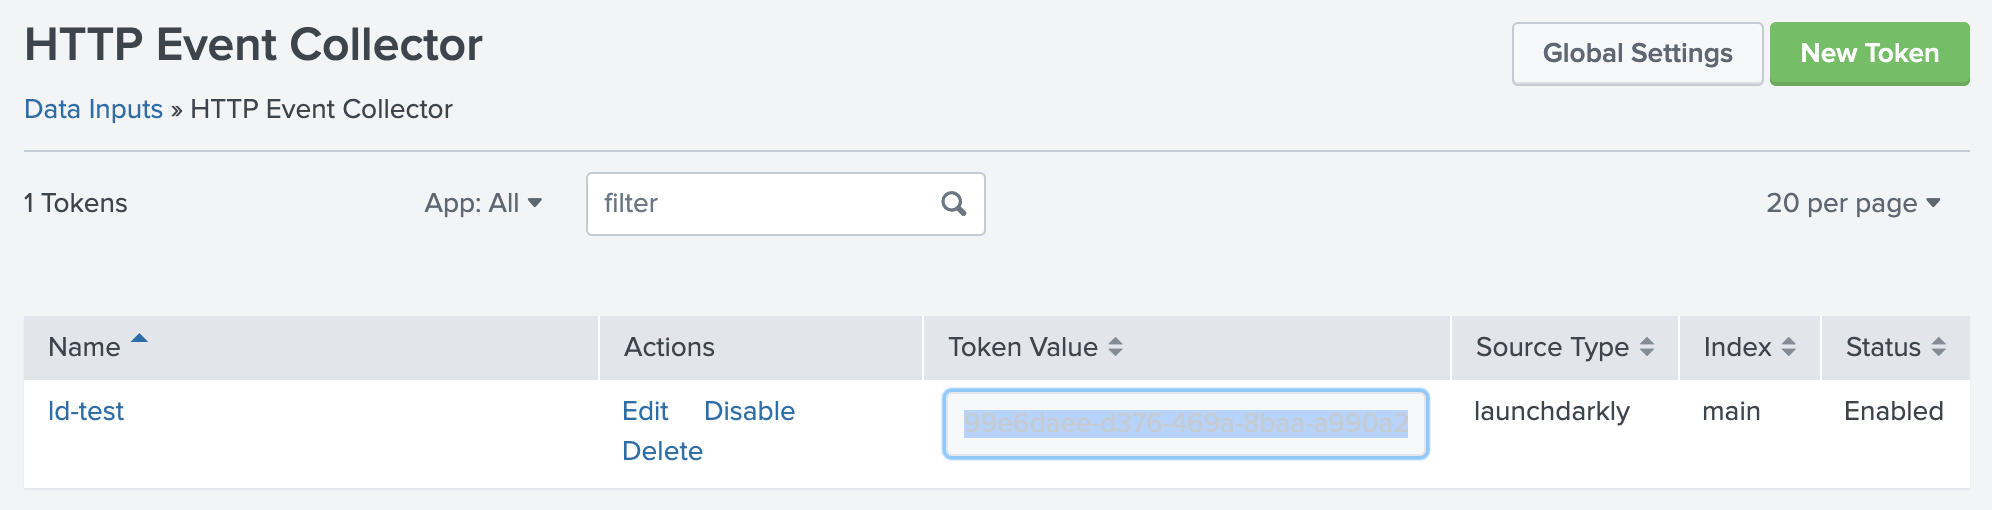 HTTP Event Collector
Global Settings
New Token
Data Inputs » HTTP Event Collector
1 Tokens
App: All
filter
20 per page
Name
Actions
Token Value
Source Type
Index
Status
ld-test
Edit
Disable
Delete
99e6daee-d376-469a-8baa-a990a2
launchdarkly
main
Enabled